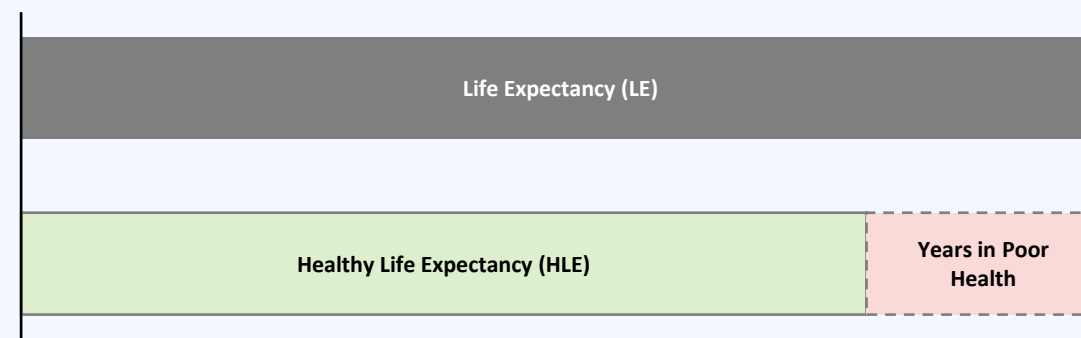 Life Expectancy (LE)
Healthy Life Expectancy (HLE)
Years in Poor
Health